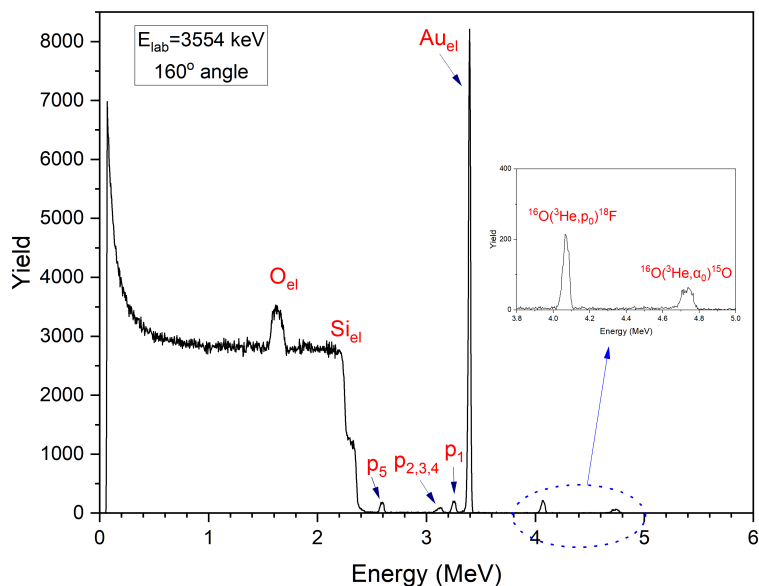 E_lab=3554 keV
160° angle
Au_el
O_el
Si_el
p_5
p_2,3,4
p_1
Yield
8000
7000
6000
5000
4000
3000
2000
1000
0
0
1
2
3
4
5
6
Energy (MeV)
400
200
0
Yield
¹⁶O(³He,p₀)¹⁸F
¹⁶O(³He,α₀)¹⁵O
3.8
4.0
4.2
4.4
4.6
4.8
5.0
Energy (MeV)